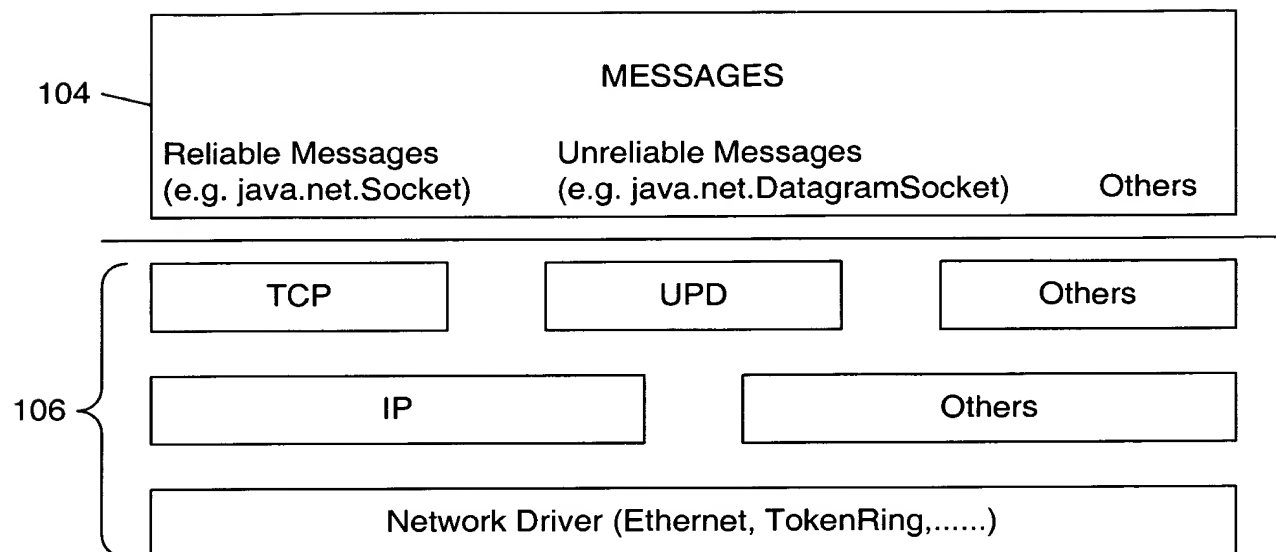 104
MESSAGES
Reliable Messages
(e.g. java.net.Socket)
Unreliable Messages
(e.g. java.net.DatagramSocket)
Others
106
TCP
UPD
Others
IP
Others
Network Driver (Ethernet, TokenRing,......)